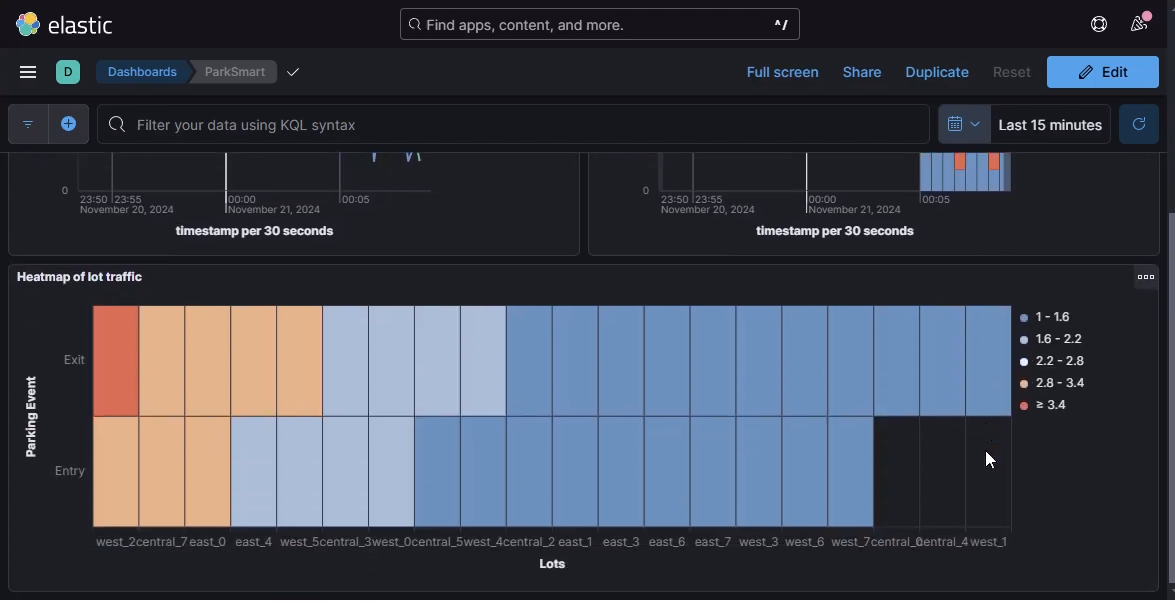 elastic
Find apps, content, and more.
^/
D
Dashboards
ParkSmart
Full screen
Share
Duplicate
Reset
Edit
Filter your data using KQL syntax
Last 15 minutes
0
23:50
23:55
00:00
00:05
November 20, 2024
November 21, 2024
timestamp per 30 seconds
0
23:50
23:55
00:00
00:05
November 20, 2024
November 21, 2024
timestamp per 30 seconds
Heatmap of lot traffic
Parking Event
Exit
Entry
1 - 1.6
1.6 - 2.2
2.2 - 2.8
2.8 - 3.4
≥ 3.4
west_2 central_7 east_0 east_4 west_5 central_3 west_0 central_5 west_4 central_2 east_1 east_3 east_6 east_7 west_3 west_6 west_7 central_0 central_4 west_1
Lots